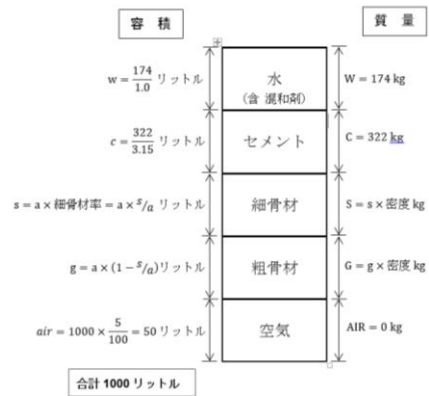 容 積
質 量
w = 174/1.0 リットル
水
(含 混和剤)
W = 174 kg
c = 322/3.15 リットル
セメント
C = 322 kg
s = a × 細骨材率 = a × s/a リットル
細骨材
S = s × 密度 kg
g = a × (1 − s/a)リットル
粗骨材
G = g × 密度 kg
air = 1000 × 5/100 = 50 リットル
空気
AIR = 0 kg
合計 1000 リットル